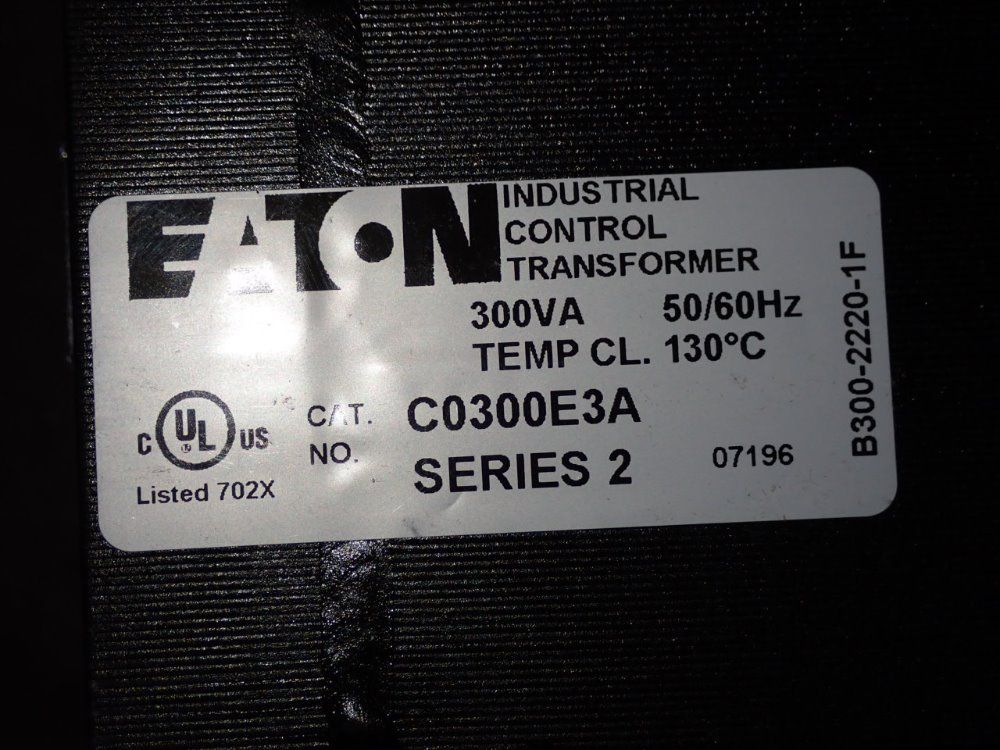 EATON
INDUSTRIAL
CONTROL
TRANSFORMER
300VA 50/60Hz
TEMP CL. 130°C
C UL US
Listed 702X
CAT. NO. C0300E3A
SERIES 2 07196
B300-2220-1F